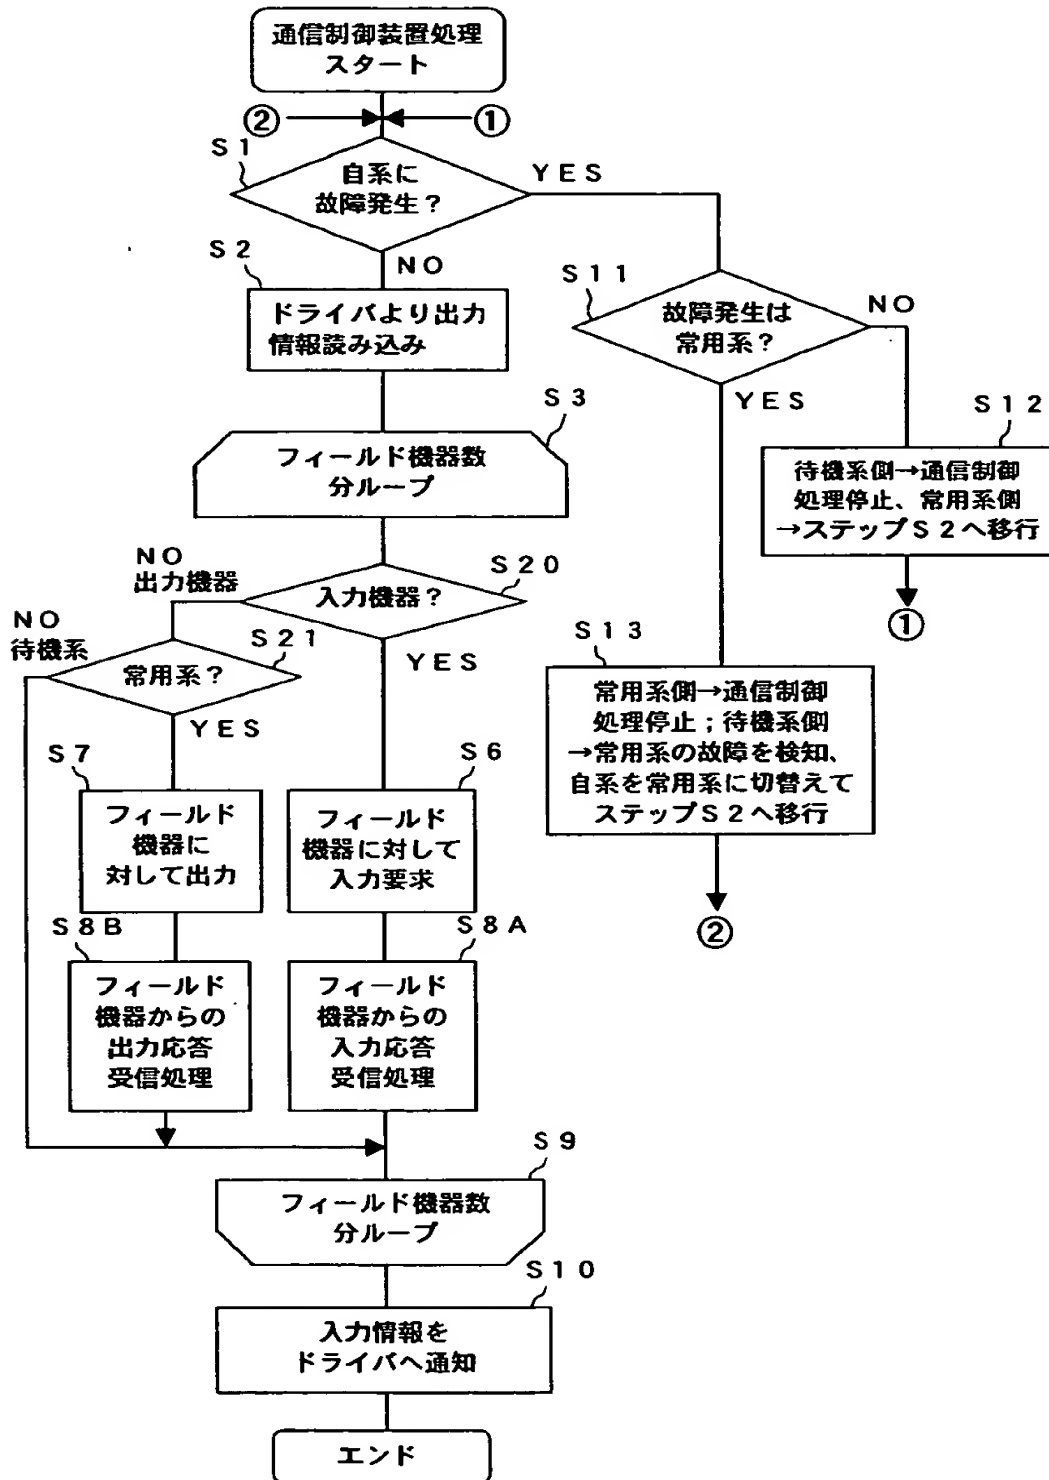 通信制御装置処理
スタート
②
①
S1
自系に
故障発生？
YES
NO
S2
ドライバより出力
情報読み込み
S11
故障発生は
常用系？
NO
YES
S12
待機系側→通信制御
処理停止、常用系側
→ステップS2へ移行
①
S3
フィールド機器数
分ループ
S20
入力機器？
NO
出力機器
YES
S21
常用系？
NO
待機系
YES
S13
常用系側→通信制御
処理停止；待機系側
→常用系の故障を検知、
自系を常用系に切替えて
ステップS2へ移行
②
S7
フィールド
機器に
対して出力
S6
フィールド
機器に対して
入力要求
S8B
フィールド
機器からの
出力応答
受信処理
S8A
フィールド
機器からの
入力応答
受信処理
S9
フィールド機器数
分ループ
S10
入力情報を
ドライバへ通知
エンド